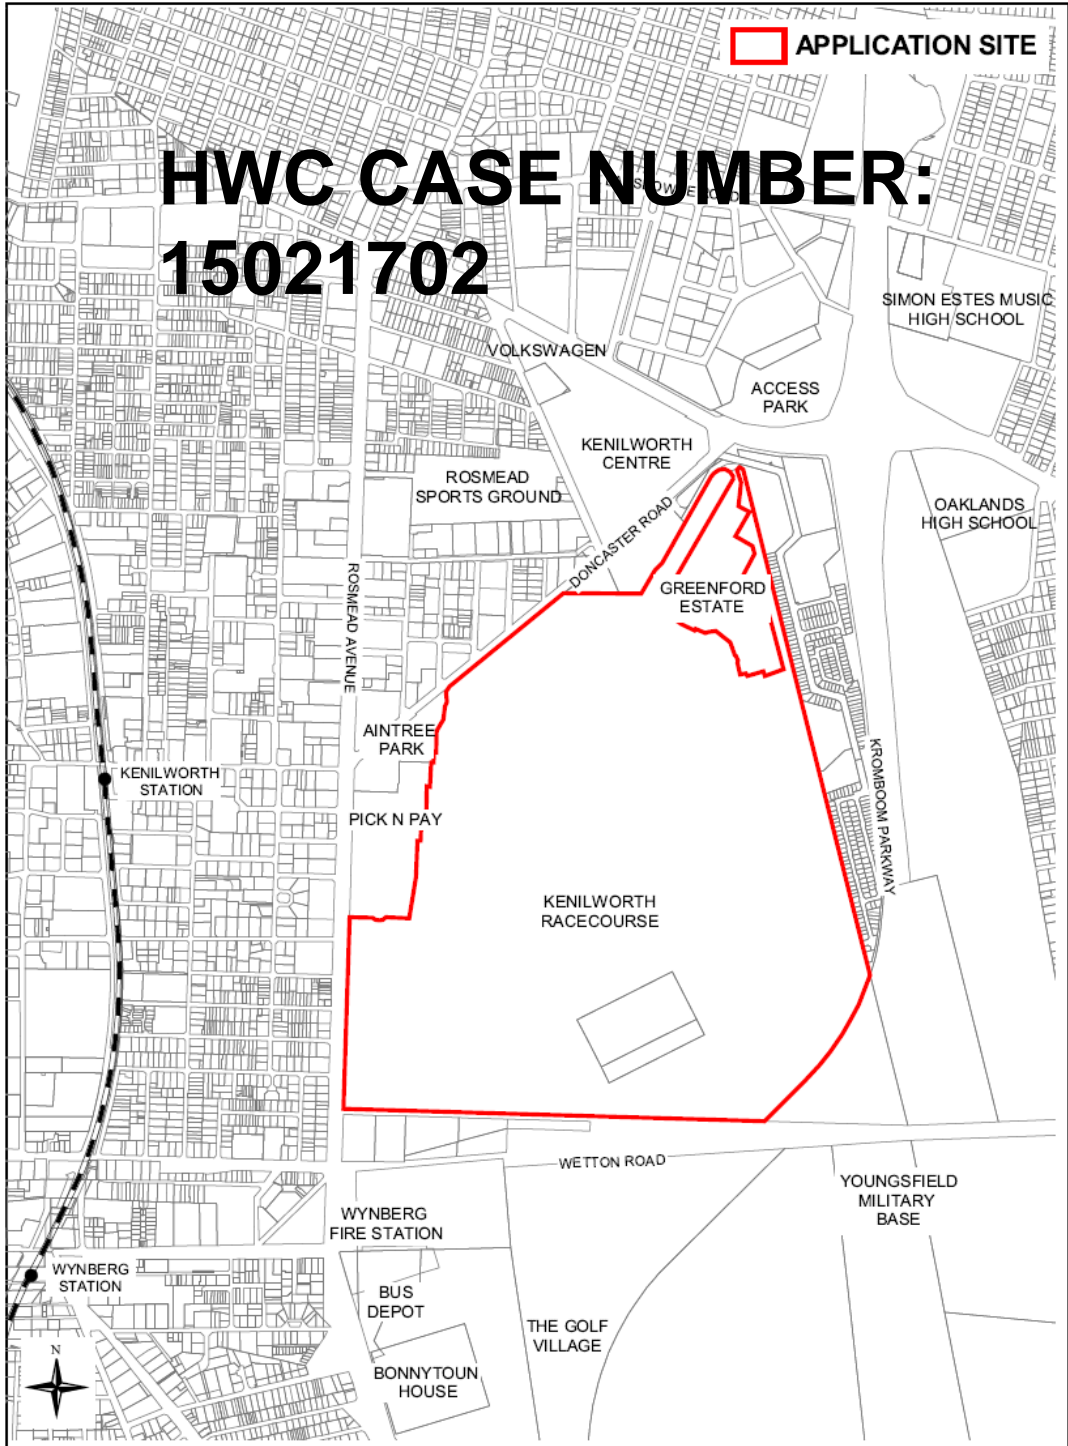 APPLICATION SITE
HWC CASE NUMBER:
15021702
SIMON ESTES MUSIC
HIGH SCHOOL
VOLKSWAGEN
ACCESS
PARK
KENILWORTH
CENTRE
ROSMEAD
SPORTS GROUND
OAKLANDS
HIGH SCHOOL
DONCASTER ROAD
GREENFORD
ESTATE
ROSMEAD AVENUE
AINTREE
PARK
KENILWORTH
STATION
KROMBOOM PARKWAY
PICK N PAY
KENILWORTH
RACECOURSE
WETTON ROAD
YOUNGSFIELD
MILITARY
BASE
WYNBERG
FIRE STATION
WYNBERG
STATION
BUS
DEPOT
THE GOLF
VILLAGE
BONNYTOUN
HOUSE
N